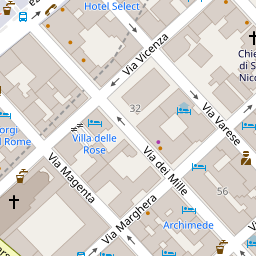 Hotel Select
Via Vicenza
Chie
di S
Nico
32
Via Varese
orgi
d Rome
Villa delle
Rose
Via dei Mille
Via Magenta
56
Via Marghera
Archimede